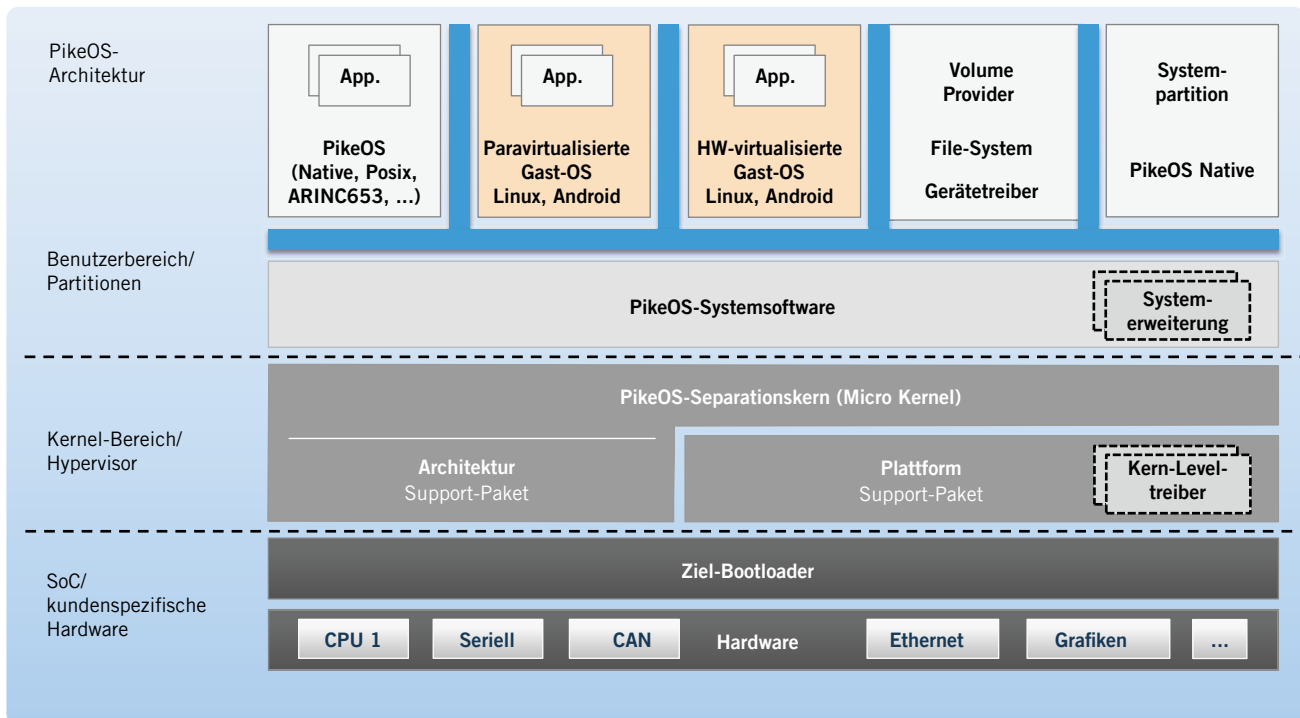 PikeOS-
Architektur
App.
PikeOS
(Native, Posix,
ARINC653, ...)
App.
Paravirtualisierte
Gast-OS
Linux, Android
App.
HW-virtualisierte
Gast-OS
Linux, Android
Volume
Provider
File-System
Gerätetreiber
System-
partition
PikeOS Native
Benutzerbereich/
Partitionen
PikeOS-Systemsoftware
System-
erweiterung
Kernel-Bereich/
Hypervisor
PikeOS-Separationskern (Micro Kernel)
Architektur
Support-Paket
Plattform
Support-Paket
Kern-Level-
treiber
SoC/
kundenspezifische
Hardware
Ziel-Bootloader
CPU 1
Seriell
CAN
Hardware
Ethernet
Grafiken
...